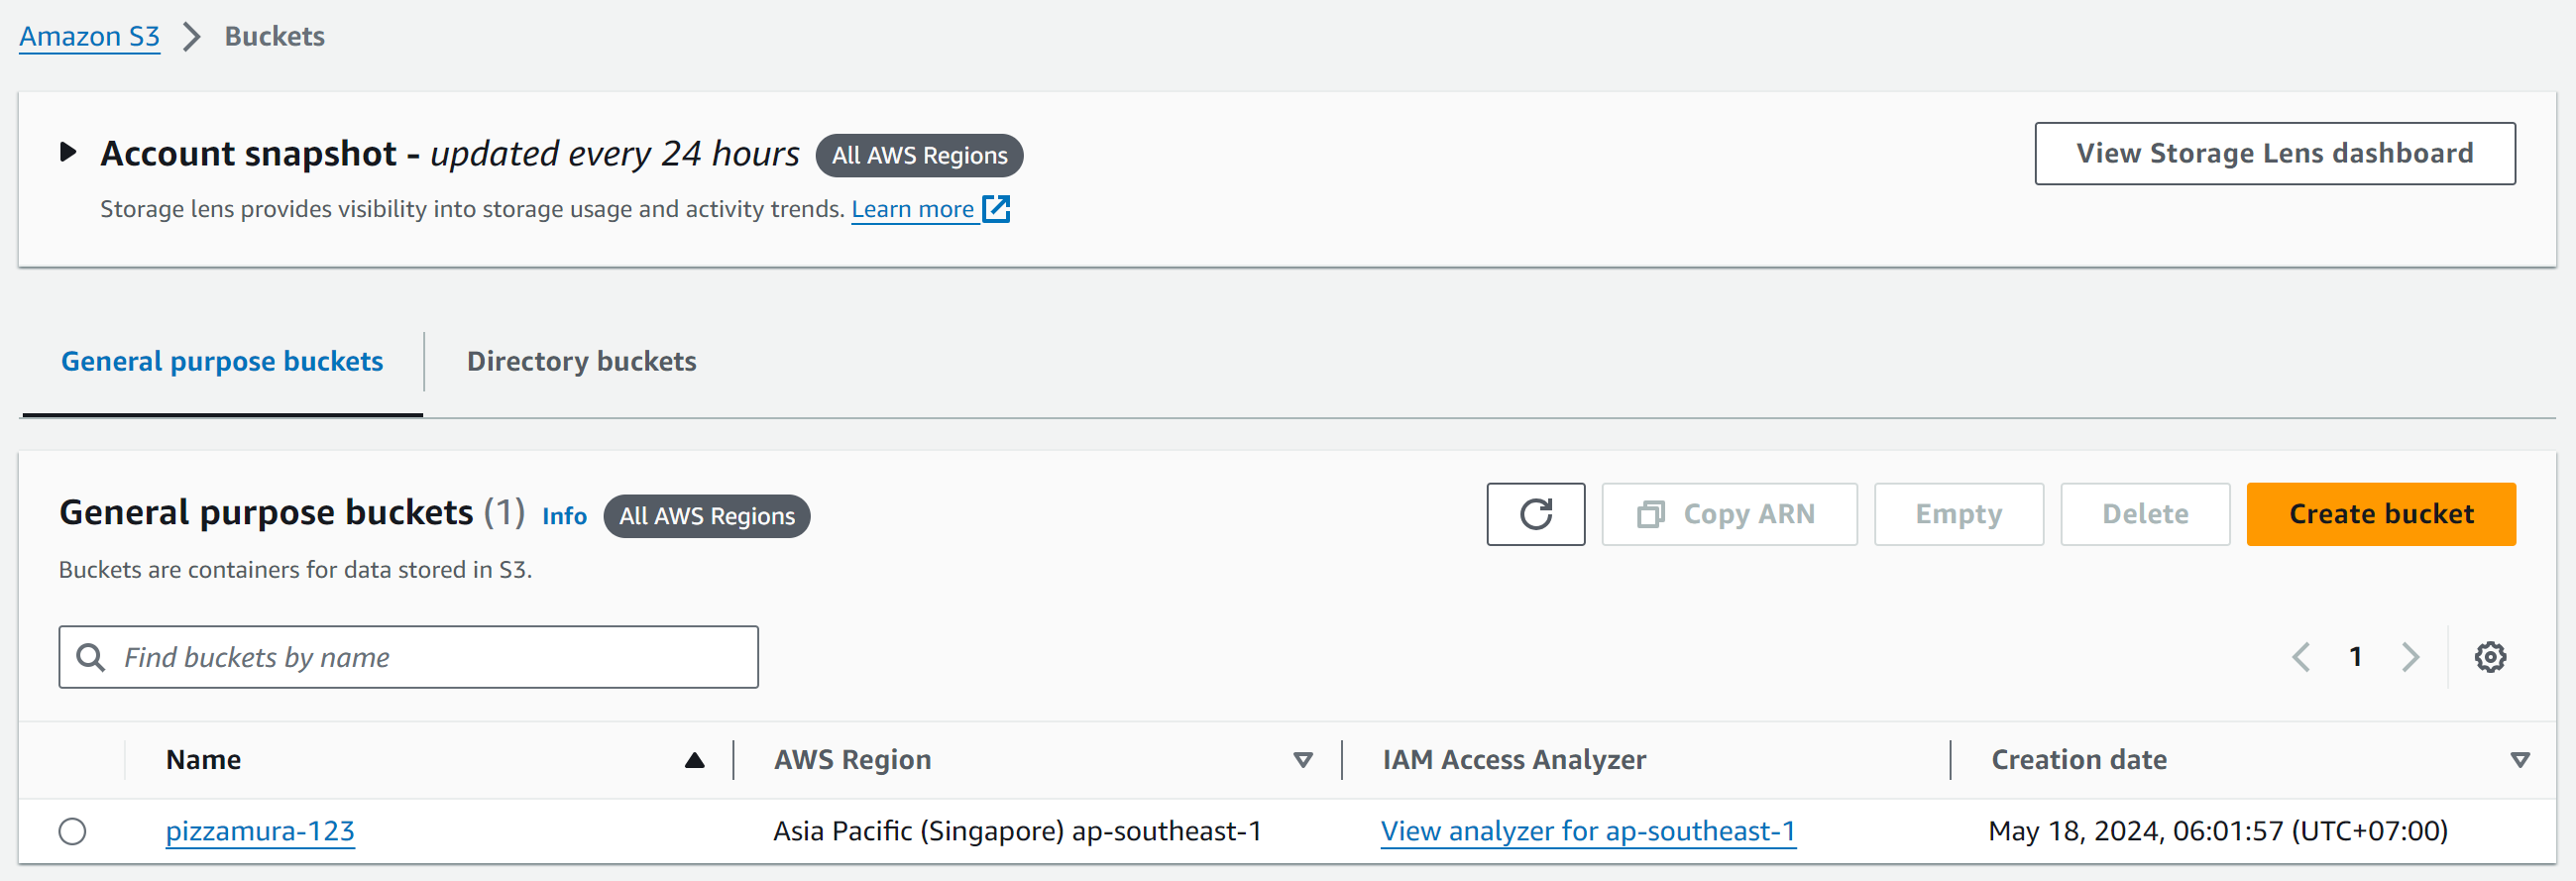 Amazon S3 > Buckets
Account snapshot - updated every 24 hours All AWS Regions
View Storage Lens dashboard
Storage lens provides visibility into storage usage and activity trends. Learn more
General purpose buckets Directory buckets
General purpose buckets (1) Info All AWS Regions
Copy ARN Empty Delete Create bucket
Buckets are containers for data stored in S3.
Find buckets by name
1
Name AWS Region IAM Access Analyzer Creation date
pizzamura-123 Asia Pacific (Singapore) ap-southeast-1 View analyzer for ap-southeast-1 May 18, 2024, 06:01:57 (UTC+07:00)